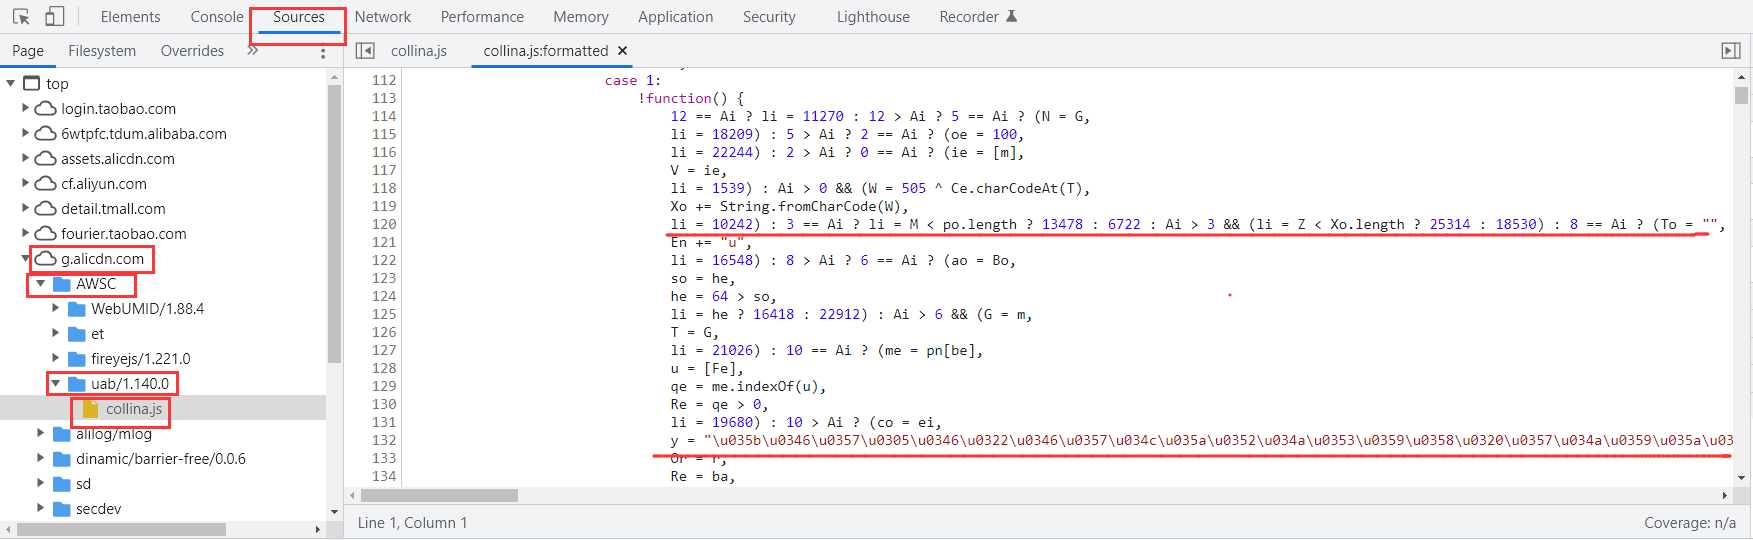 Elements Console Sources Network Performance Memory Application Security Lighthouse Recorder
Page Filesystem Overrides » collina.js collina.js:formatted ×
top
login.taobao.com
6wtpfc.tdum.alibaba.com
assets.alicdn.com
cf.aliyun.com
detail.tmall.com
fourier.taobao.com
g.alicdn.com
AWSC
WebUMID/1.88.4
et
fireyejs/1.221.0
uab/1.140.0
collina.js
alilog/mlog
dinamic/barrier-free/0.0.6
sd
secdev
112 case 1:
113 !function() {
114 12 == Ai ? li = 11270 : 12 > Ai ? 5 == Ai ? (N = G,
115 li = 18209) : 5 > Ai ? 2 == Ai ? (oe = 100,
116 li = 22244) : 2 > Ai ? 0 == Ai ? (ie = [m],
117 V = ie,
118 li = 1539) : Ai > 0 && (W = 505 ^ Ce.charCodeAt(T),
119 Xo += String.fromCharCode(W),
120 li = 10242) : 3 == Ai ? li = M < po.length ? 13478 : 6722 : Ai > 3 && (li = Z < Xo.length ? 25314 : 18530) : 8 == Ai ? (To = "",
121 En += "u",
122 li = 16548) : 8 > Ai ? 6 == Ai ? (ao = Bo,
123 so = he,
124 he = 64 > so,
125 li = he ? 16418 : 22912) : Ai > 6 && (G = m,
126 T = G,
127 li = 21026) : 10 == Ai ? (me = pn[be],
128 u = [Fe],
129 qe = me.indexOf(u),
130 Re = qe > 0,
131 li = 19680) : 10 > Ai ? (co = ei,
132 y = "\u035b\u0346\u0357\u0305\u0346\u0322\u0346\u0357\u034c\u035a\u0352\u034a\u0353\u0359\u0358\u0320\u0357\u034a\u0359\u035a\u03
133 Or = r,
134 Re = ba,
Line 1, Column 1
Coverage: n/a